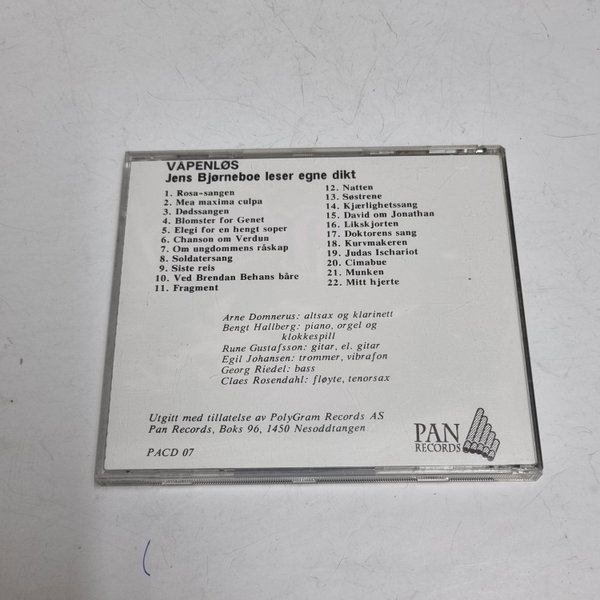 VÅPENLØS
Jens Bjørneboe leser egne dikt
1. Rosa-sangen
2. Mea maxima culpa
3. Dødssangen
4. Blomster for Genet
5. Elegi for en hengt soper
6. Chanson om Verdun
7. Om ungdommens råskap
8. Soldatersang
9. Siste reis
10. Ved Brendan Behans båre
11. Fragment
12. Natten
13. Søstrene
14. Kjærlighetssang
15. David om Jonathan
16. Likskjorten
17. Doktorens sang
18. Kurvmakeren
19. Judas Ischariot
20. Cimabue
21. Munken
22. Mitt hjerte
Arne Domnerus: altsax og klarinett
Bengt Hallberg: piano, orgel og
klokkespill
Rune Gustafsson: gitar, el. gitar
Egil Johansen: trommer, vibrafon
Georg Riedel: bass
Claes Rosendahl: fløyte, tenorsax
Utgitt med tillatelse av PolyGram Records AS
Pan Records, Boks 96, 1450 Nesoddtangen
PACD 07
PAN
RECORDS